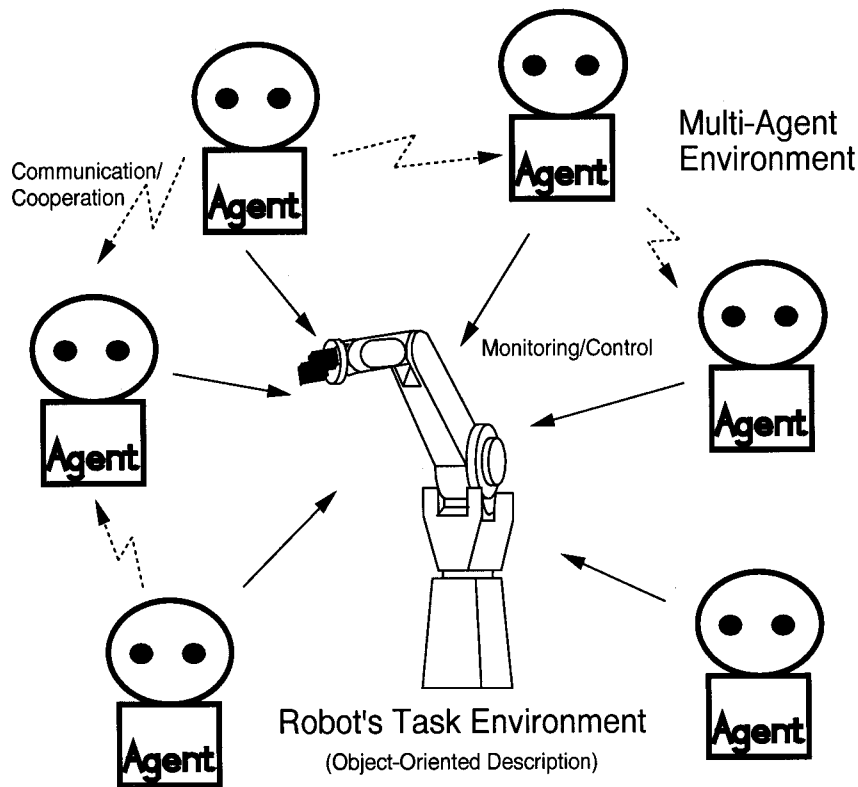 Multi-Agent
Environment
Communication/
Cooperation
Agent
Agent
Monitoring/Control
Agent
Agent
Agent
Agent
Robot's Task Environment
(Object-Oriented Description)